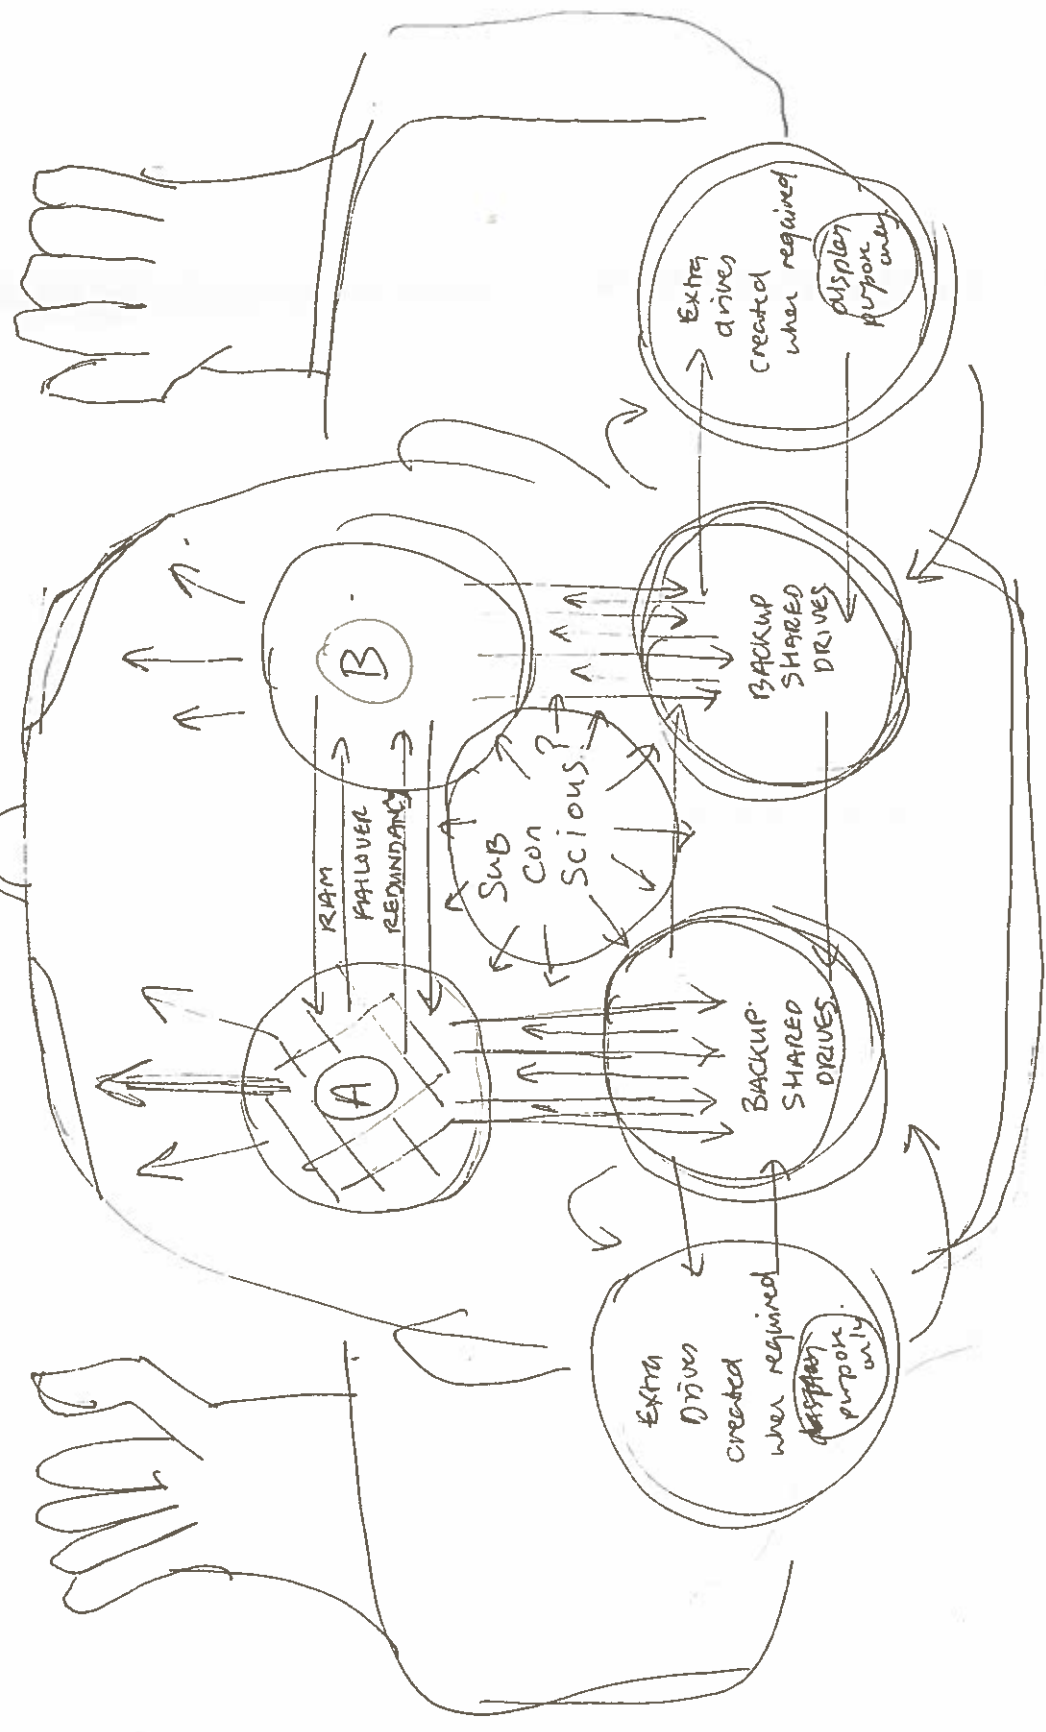 A
RAM
FAILOVER
REDUNDANCY
B
SUB
CON
SCIOUS?
Extra
Drives
Created
when required
purpose
only
BACKUP
SHARED
DRIVES
BACKUP
SHARED
DRIVES
Extra
drives
Created
when required
display
purpose
only